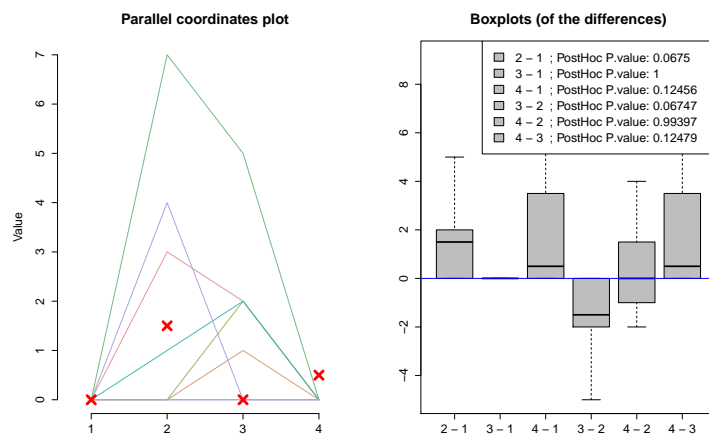 Parallel coordinates plot
Value
7
6
5
4
3
2
1
0
1 2 3 4
Boxplots (of the differences)
2 − 1 ; PostHoc P.value: 0.0675
3 − 1 ; PostHoc P.value: 1
4 − 1 ; PostHoc P.value: 0.12456
3 − 2 ; PostHoc P.value: 0.06747
4 − 2 ; PostHoc P.value: 0.99397
4 − 3 ; PostHoc P.value: 0.12479
8
6
4
2
0
−2
−4
2 − 1 3 − 1 4 − 1 3 − 2 4 − 2 4 − 3